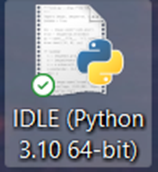 IDLE (Python
3.10 64-bit)